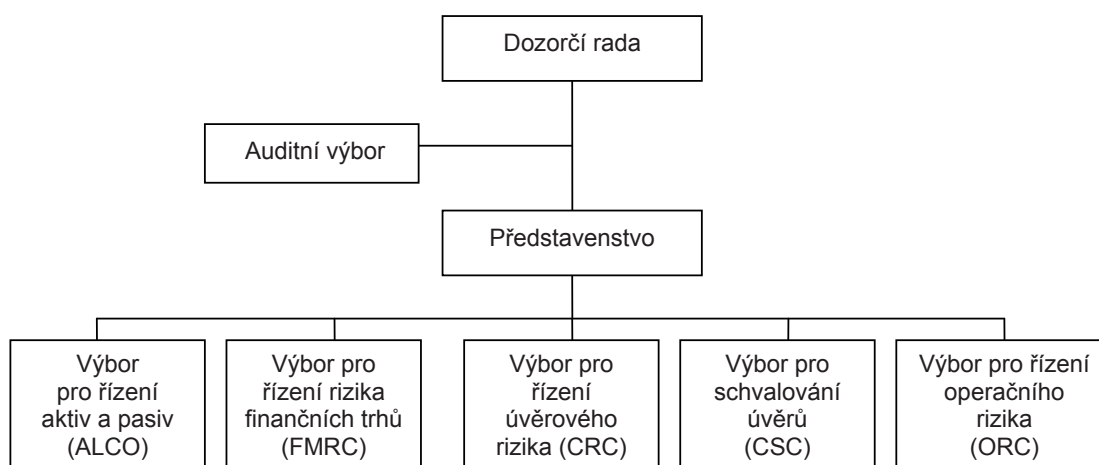 Dozorčí rada
Auditní výbor
Představenstvo
Výbor
pro řízení
aktiv a pasiv
(ALCO)
Výbor pro
řízení rizika
finančních trhů
(FMRC)
Výbor pro
řízení
úvěrového
rizika (CRC)
Výbor pro
schvalování
úvěrů
(CSC)
Výbor pro řízení
operačního
rizika
(ORC)